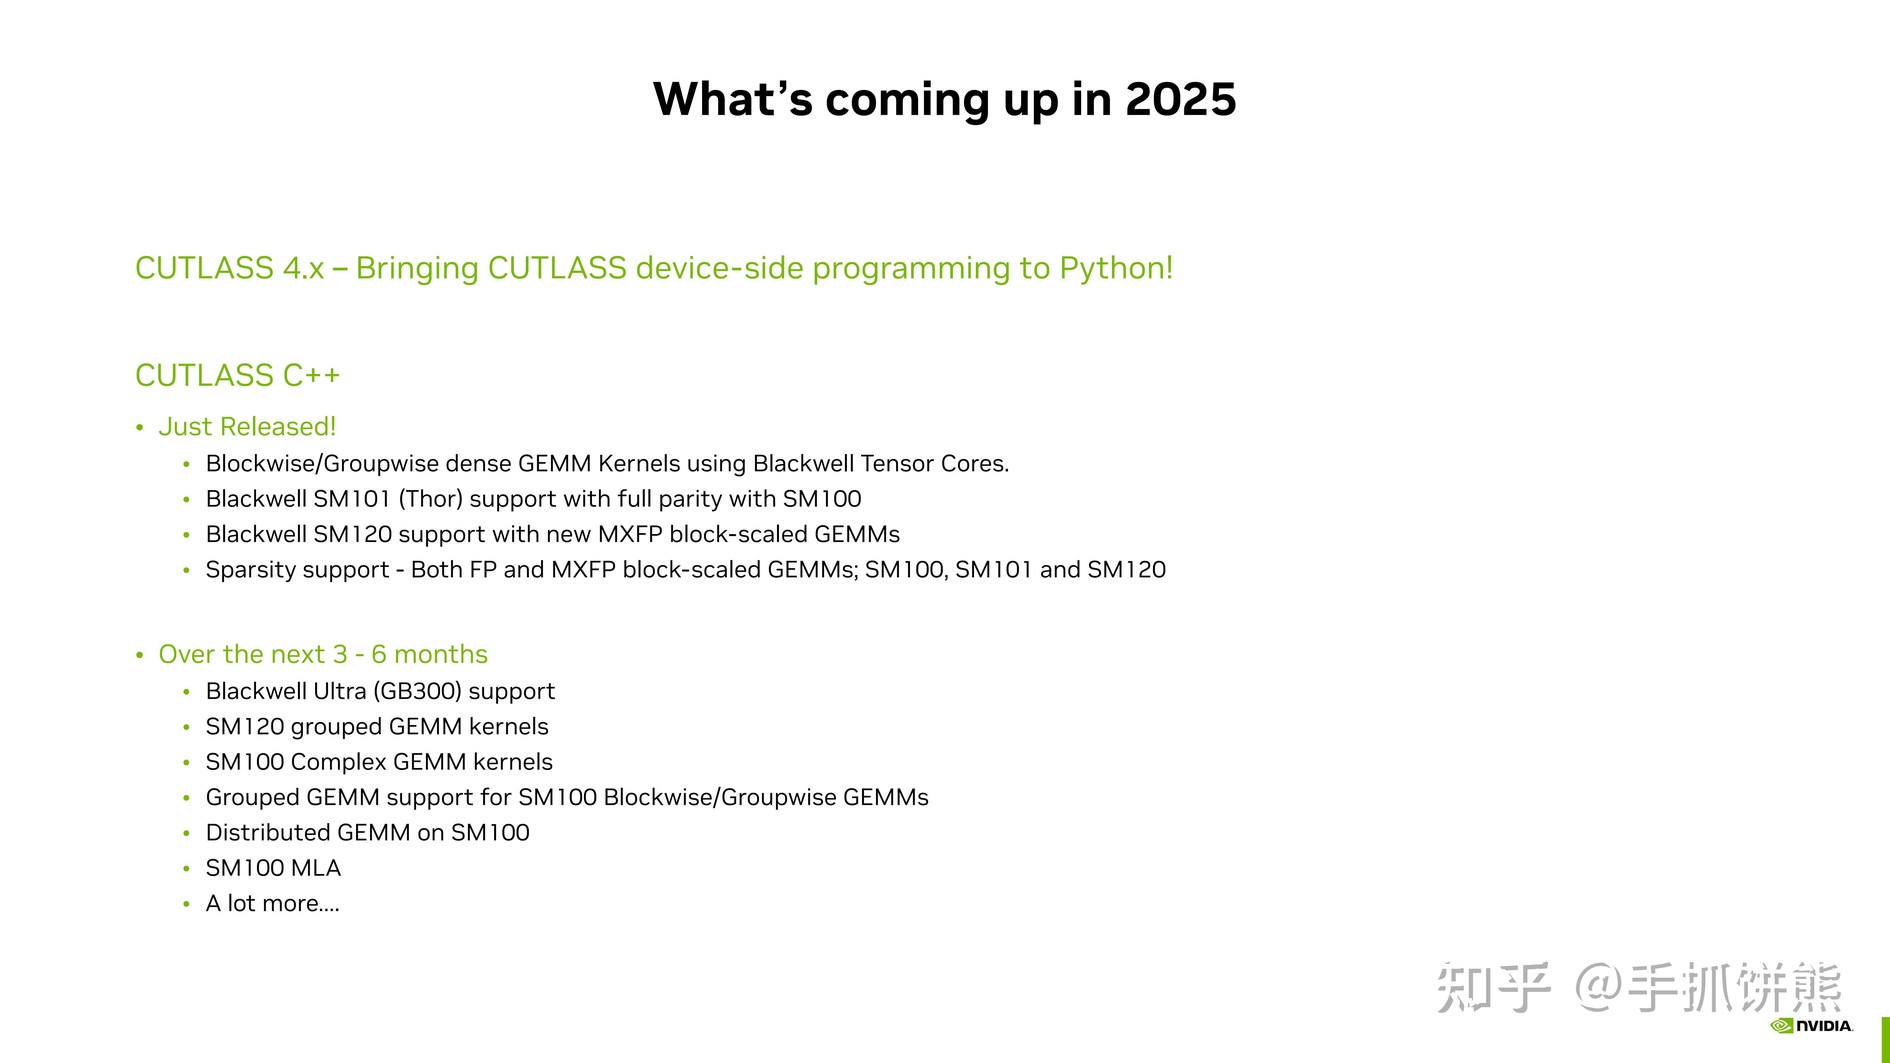 What’s coming up in 2025
CUTLASS 4.x – Bringing CUTLASS device-side programming to Python!
CUTLASS C++
• Just Released!
• Blockwise/Groupwise dense GEMM Kernels using Blackwell Tensor Cores.
• Blackwell SM101 (Thor) support with full parity with SM100
• Blackwell SM120 support with new MXFP block-scaled GEMMs
• Sparsity support - Both FP and MXFP block-scaled GEMMs; SM100, SM101 and SM120
• Over the next 3 - 6 months
• Blackwell Ultra (GB300) support
• SM120 grouped GEMM kernels
• SM100 Complex GEMM kernels
• Grouped GEMM support for SM100 Blockwise/Groupwise GEMMs
• Distributed GEMM on SM100
• SM100 MLA
• A lot more....
知乎 @手抓饼熊
NVIDIA.